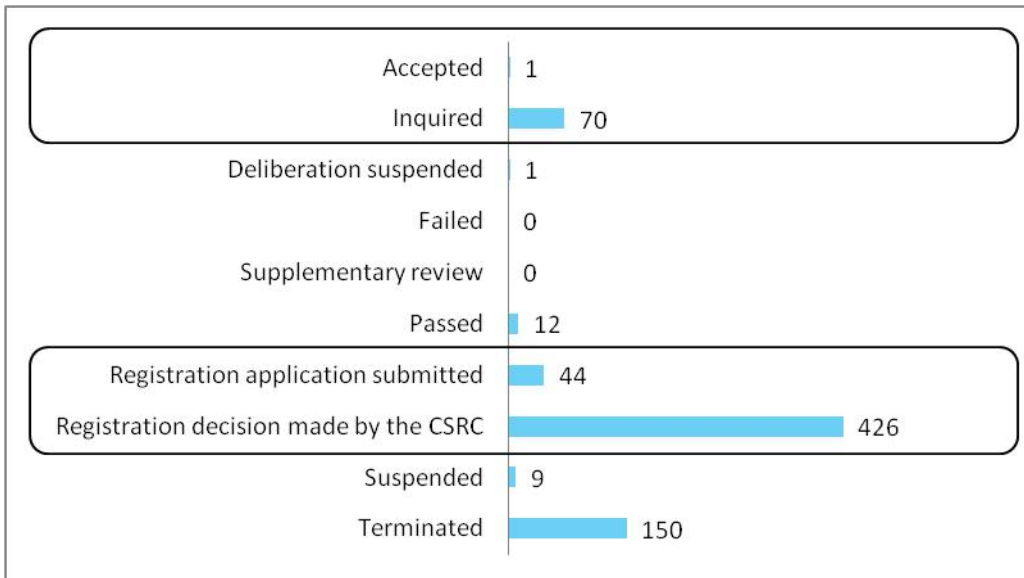 Accepted 1
Inquired 70
Deliberation suspended 1
Failed 0
Supplementary review 0
Passed 12
Registration application submitted 44
Registration decision made by the CSRC 426
Suspended 9
Terminated 150